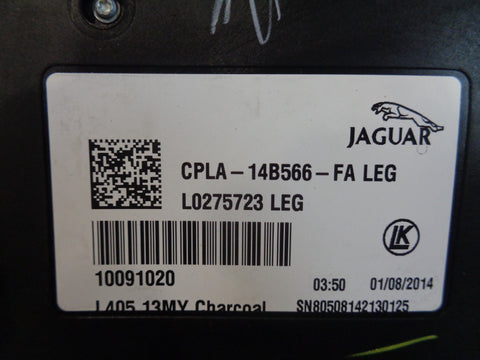 JAGUAR
CPLA-14B566-FA LEG
L0275723 LEG
LK
10091020
03:50 01/08/2014
L405 13MY Charcoal SN80508142130125